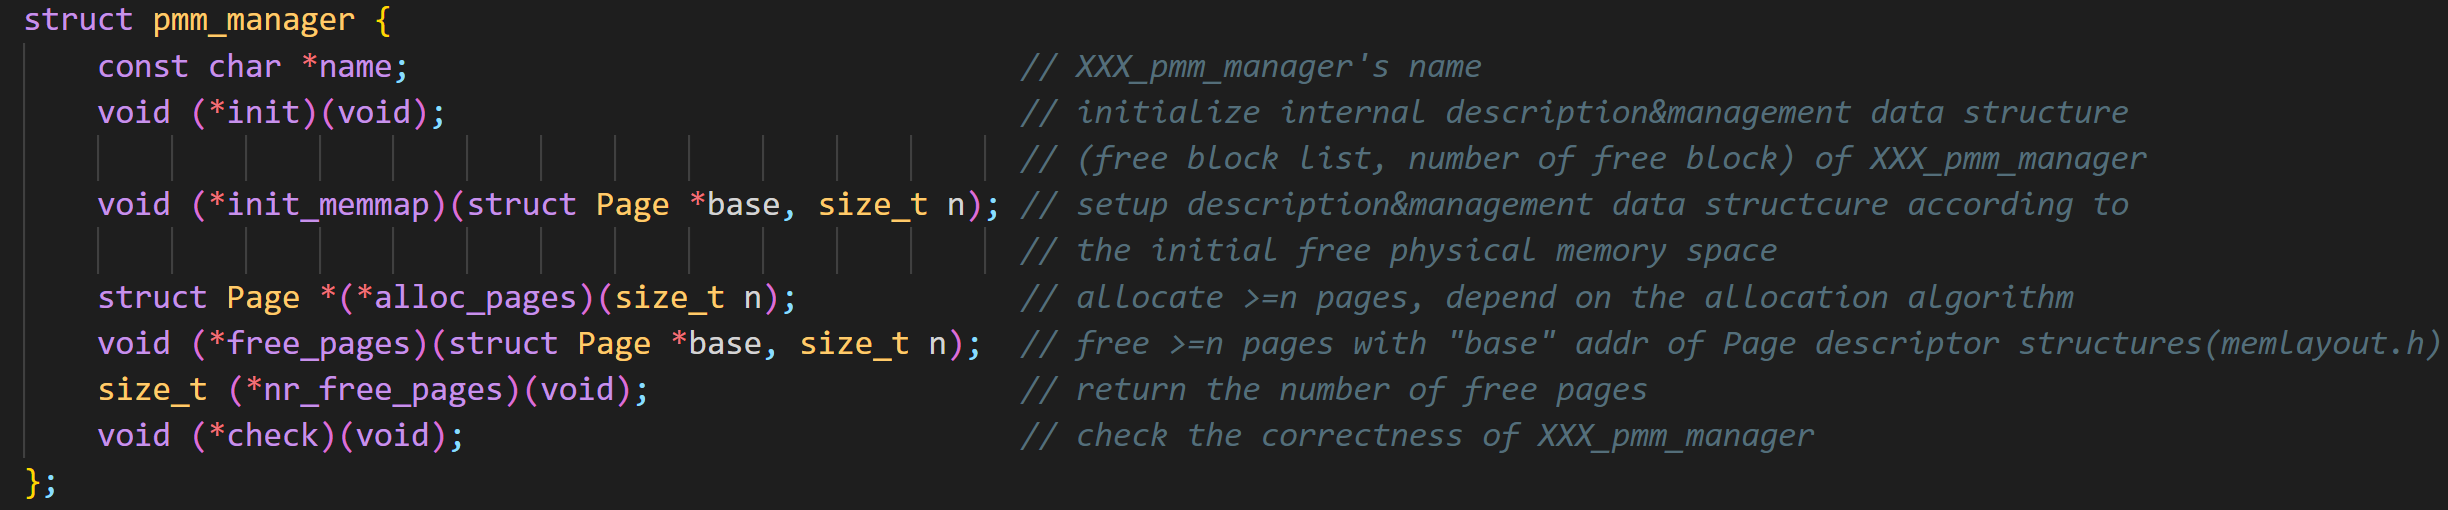 struct pmm_manager {
    const char *name;                                 // XXX_pmm_manager's name
    void (*init)(void);                               // initialize internal description&management data structure
                                                      // (free block list, number of free block) of XXX_pmm_manager
    void (*init_memmap)(struct Page *base, size_t n); // setup description&management data structcure according to
                                                      // the initial free physical memory space
    struct Page *(*alloc_pages)(size_t n);            // allocate >=n pages, depend on the allocation algorithm
    void (*free_pages)(struct Page *base, size_t n);  // free >=n pages with "base" addr of Page descriptor structures(memlayout.h)
    size_t (*nr_free_pages)(void);                    // return the number of free pages
    void (*check)(void);                              // check the correctness of XXX_pmm_manager
};